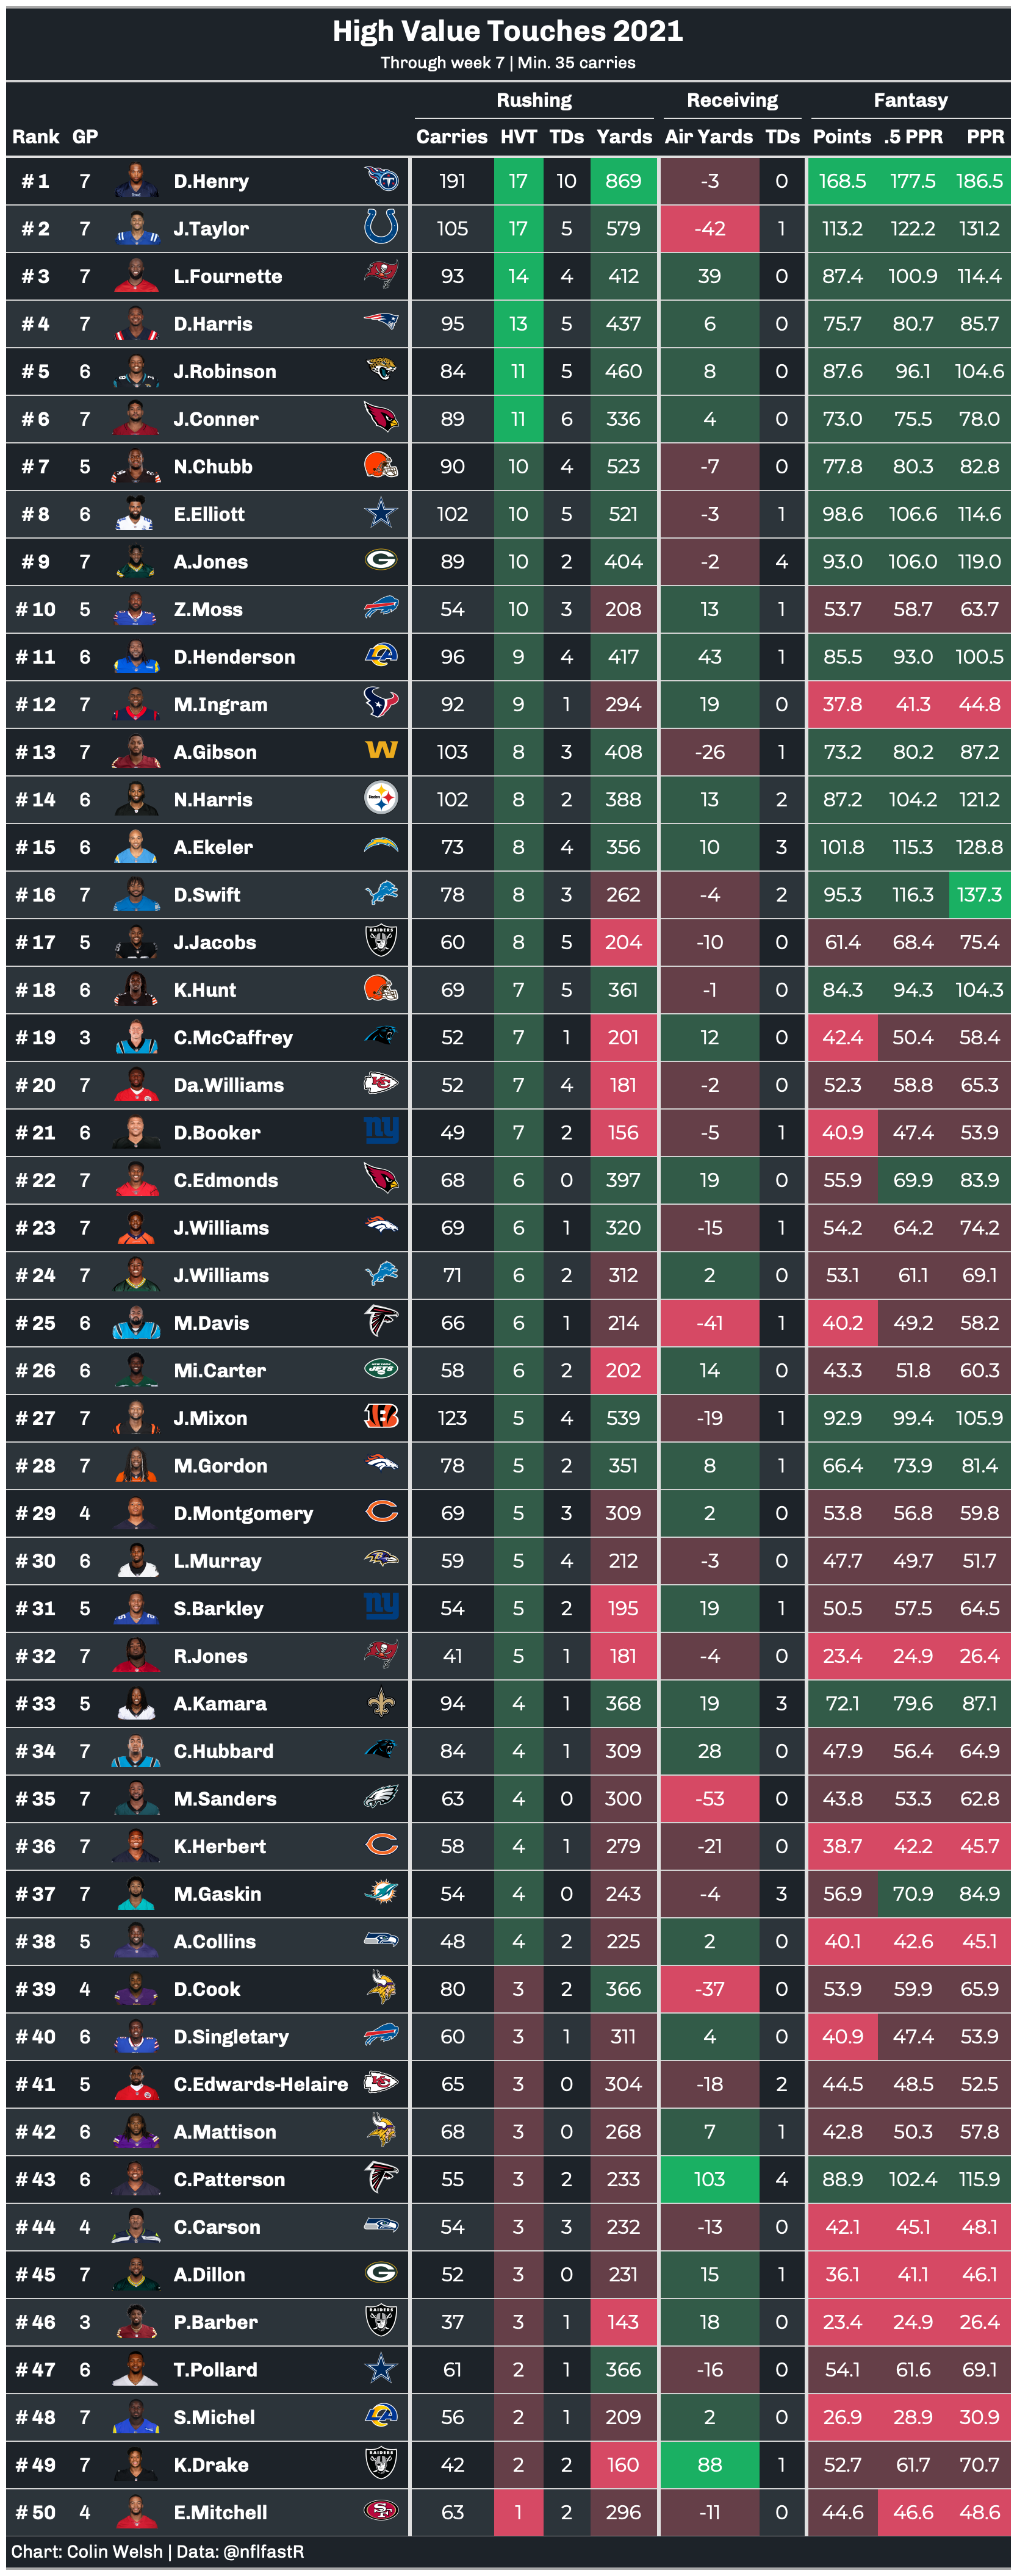 High Value Touches 2021
Through week 7 | Min. 35 carries
Rushing Receiving Fantasy
Rank GP Carries HVT TDs Yards Air Yards TDs Points .5 PPR PPR
# 1 7 D.Henry 191 17 10 869 -3 0 168.5 177.5 186.5
# 2 7 J.Taylor 105 17 5 579 -42 1 113.2 122.2 131.2
# 3 7 L.Fournette 93 14 4 412 39 0 87.4 100.9 114.4
# 4 7 D.Harris 95 13 5 437 6 0 75.7 80.7 85.7
# 5 6 J.Robinson 84 11 5 460 8 0 87.6 96.1 104.6
# 6 7 J.Conner 89 11 6 336 4 0 73.0 75.5 78.0
# 7 5 N.Chubb 90 10 4 523 -7 0 77.8 80.3 82.8
# 8 6 E.Elliott 102 10 5 521 -3 1 98.6 106.6 114.6
# 9 7 A.Jones 89 10 2 404 -2 4 93.0 106.0 119.0
# 10 5 Z.Moss 54 10 3 208 13 1 53.7 58.7 63.7
# 11 6 D.Henderson 96 9 4 417 43 1 85.5 93.0 100.5
# 12 7 M.Ingram 92 9 1 294 19 0 37.8 41.3 44.8
# 13 7 A.Gibson 103 8 3 408 -26 1 73.2 80.2 87.2
# 14 6 N.Harris 102 8 2 388 13 2 87.2 104.2 121.2
# 15 6 A.Ekeler 73 8 4 356 10 3 101.8 115.3 128.8
# 16 7 D.Swift 78 8 3 262 -4 2 95.3 116.3 137.3
# 17 5 J.Jacobs 60 8 5 204 -10 0 61.4 68.4 75.4
# 18 6 K.Hunt 69 7 5 361 -1 0 84.3 94.3 104.3
# 19 3 C.McCaffrey 52 7 1 201 12 0 42.4 50.4 58.4
# 20 7 Da.Williams 52 7 4 181 -2 0 52.3 58.8 65.3
# 21 6 D.Booker 49 7 2 156 -5 1 40.9 47.4 53.9
# 22 7 C.Edmonds 68 6 0 397 19 0 55.9 69.9 83.9
# 23 7 J.Williams 69 6 1 320 -15 1 54.2 64.2 74.2
# 24 7 J.Williams 71 6 2 312 2 0 53.1 61.1 69.1
# 25 6 M.Davis 66 6 1 214 -41 1 40.2 49.2 58.2
# 26 6 Mi.Carter 58 6 2 202 14 0 43.3 51.8 60.3
# 27 7 J.Mixon 123 5 4 539 -19 1 92.9 99.4 105.9
# 28 7 M.Gordon 78 5 2 351 8 1 66.4 73.9 81.4
# 29 4 D.Montgomery 69 5 3 309 2 0 53.8 56.8 59.8
# 30 6 L.Murray 59 5 4 212 -3 0 47.7 49.7 51.7
# 31 5 S.Barkley 54 5 2 195 19 1 50.5 57.5 64.5
# 32 7 R.Jones 41 5 1 181 -4 0 23.4 24.9 26.4
# 33 5 A.Kamara 94 4 1 368 19 3 72.1 79.6 87.1
# 34 7 C.Hubbard 84 4 1 309 28 0 47.9 56.4 64.9
# 35 7 M.Sanders 63 4 0 300 -53 0 43.8 53.3 62.8
# 36 7 K.Herbert 58 4 1 279 -21 0 38.7 42.2 45.7
# 37 7 M.Gaskin 54 4 0 243 -4 3 56.9 70.9 84.9
# 38 5 A.Collins 48 4 2 225 2 0 40.1 42.6 45.1
# 39 4 D.Cook 80 3 2 366 -37 0 53.9 59.9 65.9
# 40 6 D.Singletary 60 3 1 311 4 0 40.9 47.4 53.9
# 41 5 C.Edwards-Helaire 65 3 0 304 -18 2 44.5 48.5 52.5
# 42 6 A.Mattison 68 3 0 268 7 1 42.8 50.3 57.8
# 43 6 C.Patterson 55 3 2 233 103 4 88.9 102.4 115.9
# 44 4 C.Carson 54 3 3 232 -13 0 42.1 45.1 48.1
# 45 7 A.Dillon 52 3 0 231 15 1 36.1 41.1 46.1
# 46 3 P.Barber 37 3 1 143 18 0 23.4 24.9 26.4
# 47 6 T.Pollard 61 2 1 366 -16 0 54.1 61.6 69.1
# 48 7 S.Michel 56 2 1 209 2 0 26.9 28.9 30.9
# 49 7 K.Drake 42 2 2 160 88 1 52.7 61.7 70.7
# 50 4 E.Mitchell 63 1 2 296 -11 0 44.6 46.6 48.6
Chart: Colin Welsh | Data: @nflfastR